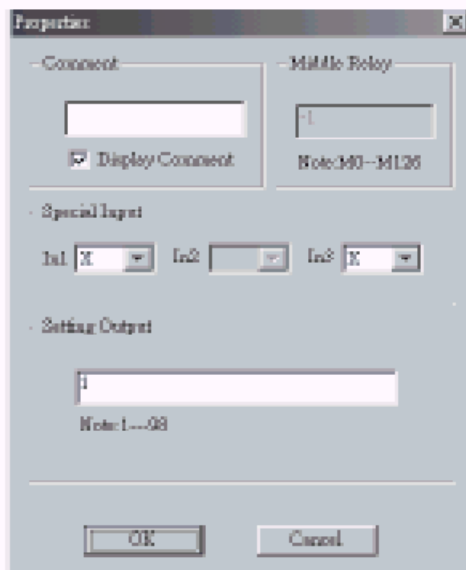 Properties
Comment
Middle Relay
-1
Display Comment
Note:M0--M126
Special Input
In1 X In2 In3 X
Setting Output
1
Note:1---98
OK Cancel